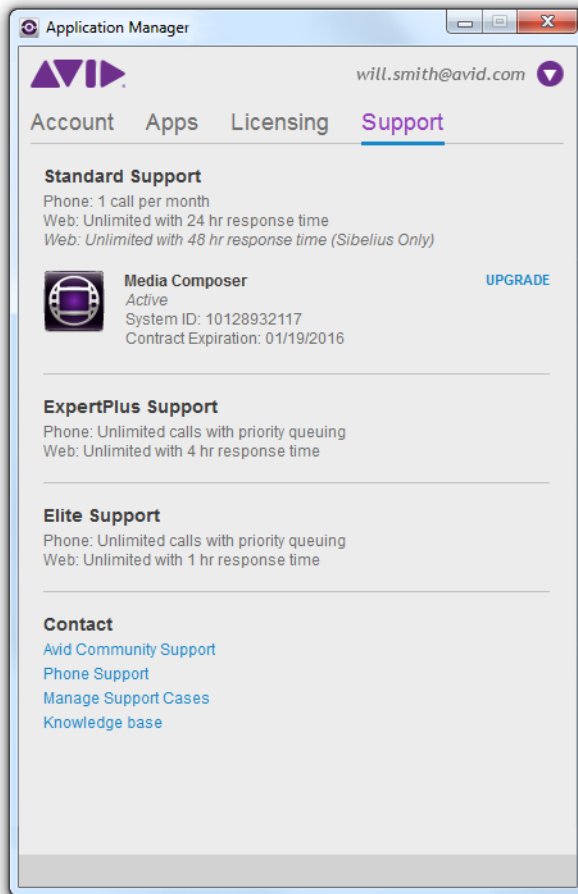 Application Manager
AVID
will.smith@avid.com
Account Apps Licensing Support
Standard Support
Phone: 1 call per month
Web: Unlimited with 24 hr response time
Web: Unlimited with 48 hr response time (Sibelius Only)
Media Composer UPGRADE
Active
System ID: 10128932117
Contract Expiration: 01/19/2016
ExpertPlus Support
Phone: Unlimited calls with priority queuing
Web: Unlimited with 4 hr response time
Elite Support
Phone: Unlimited calls with priority queuing
Web: Unlimited with 1 hr response time
Contact
Avid Community Support
Phone Support
Manage Support Cases
Knowledge base